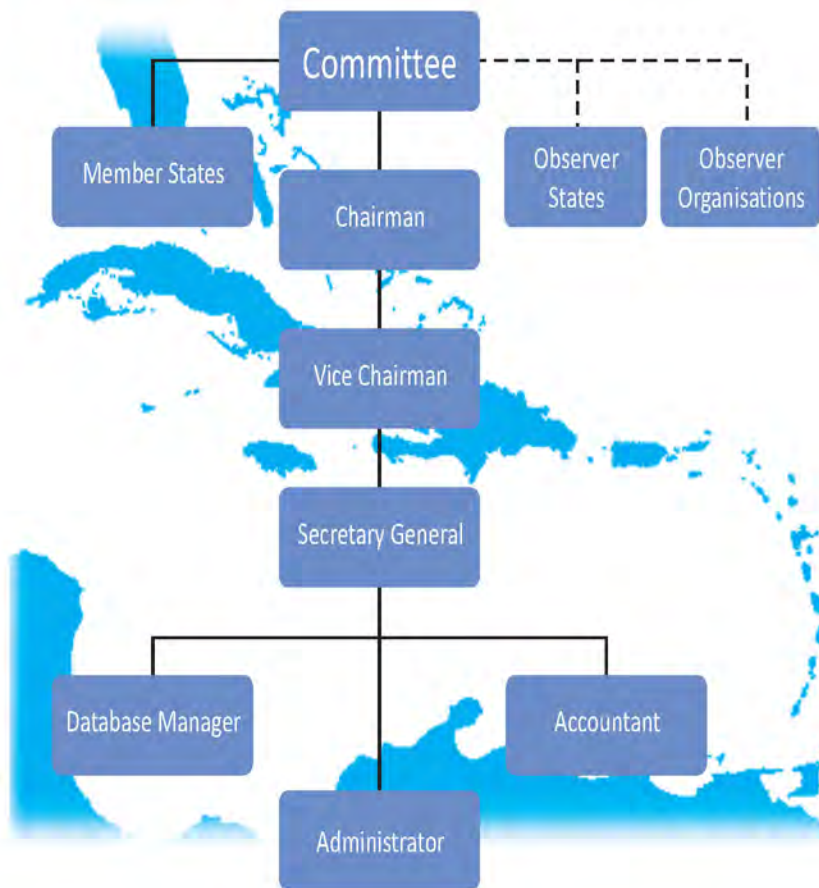 Committee
Member States
Observer
States
Observer
Organisations
Chairman
Vice Chairman
Secretary General
Database Manager
Accountant
Administrator